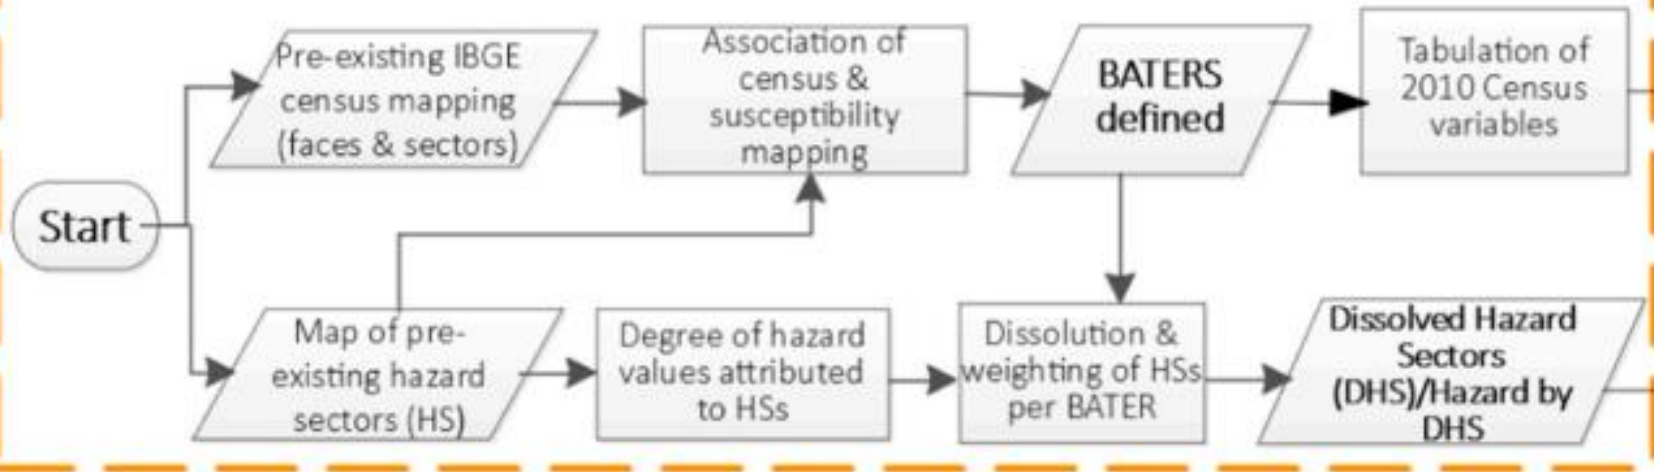 Start
Pre-existing IBGE
census mapping
(faces & sectors)
Association of
census &
susceptibility
mapping
BATERS
defined
Tabulation of
2010 Census
variables
Map of pre-
existing hazard
sectors (HS)
Degree of hazard
values attributed
to HSs
Dissolution &
weighting of HSs
per BATER
Dissolved Hazard
Sectors
(DHS)/Hazard by
DHS